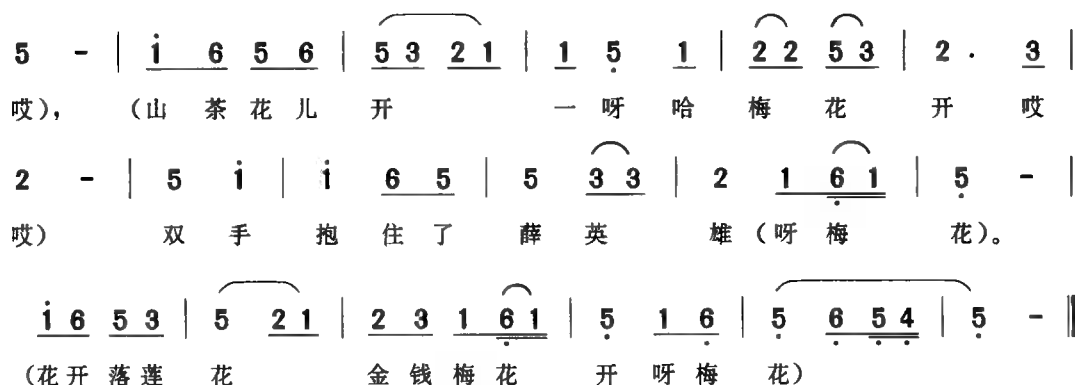 5 - | i 6 5 6 | 5 3 2 1 | 1 5 1 | 2 2 5 3 | 2 . 3 |
哎)， (山 茶 花 儿 开 一 呀 哈 梅 花 开 哎
2 - | 5 i | i 6 5 | 5 3 3 | 2 1 6 1 | 5 - |
哎) 双 手 抱 住 了 薛 英 雄 (呀 梅 花)。
i 6 5 3 | 5 2 1 | 2 3 1 6 1 | 5 1 6 | 5 6 5 4 | 5 - ‖
(花 开 落 莲 花 金 钱 梅 花 开 呀 梅 花)